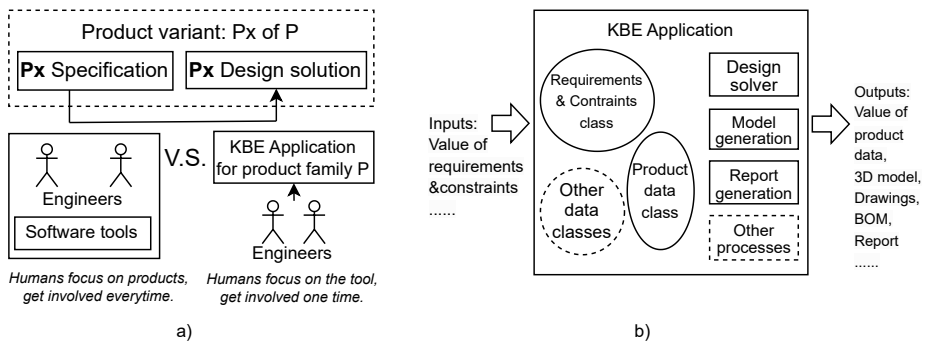 Product variant: Px of P
Px Specification
Px Design solution
V.S.
Engineers
Software tools
KBE Application
for product family P
Engineers
Humans focus on products,
get involved everytime.
Humans focus on the tool,
get involved one time.
a)
KBE Application
Inputs:
Value of
requirements
&constraints
......
Requirements
& Contraints
class
Product
data
class
Other
data
classes
Design
solver
Model
generation
Report
generation
Other
processes
Outputs:
Value of
product
data,
3D model,
Drawings,
BOM,
Report
......
b)